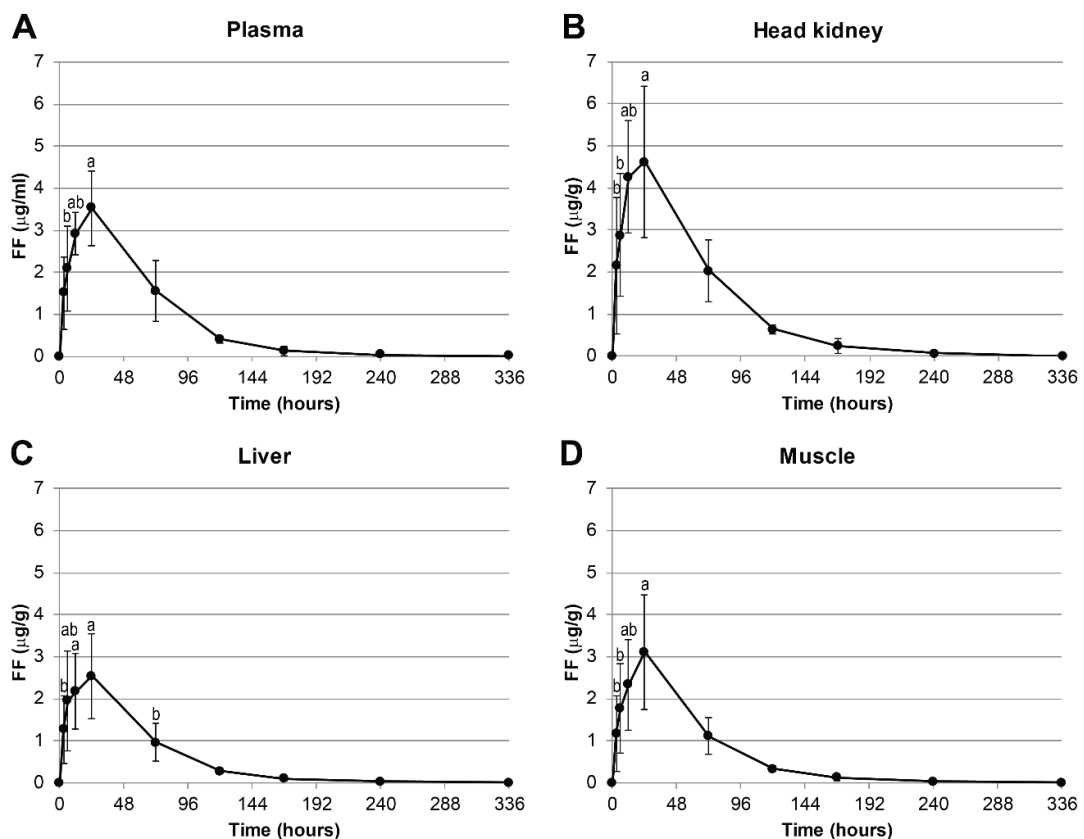 A
Plasma
7
6
5
4
3
2
1
0
FF (µg/ml)
b
ab
a
0 48 96 144 192 240 288 336
Time (hours)
B
Head kidney
7
6
5
4
3
2
1
0
FF (µg/g)
b
b
ab
a
0 48 96 144 192 240 288 336
Time (hours)
C
Liver
7
6
5
4
3
2
1
0
FF (µg/g)
b
ab
a
a
b
0 48 96 144 192 240 288 336
Time (hours)
D
Muscle
7
6
5
4
3
2
1
0
FF (µg/g)
b
b
ab
a
0 48 96 144 192 240 288 336
Time (hours)